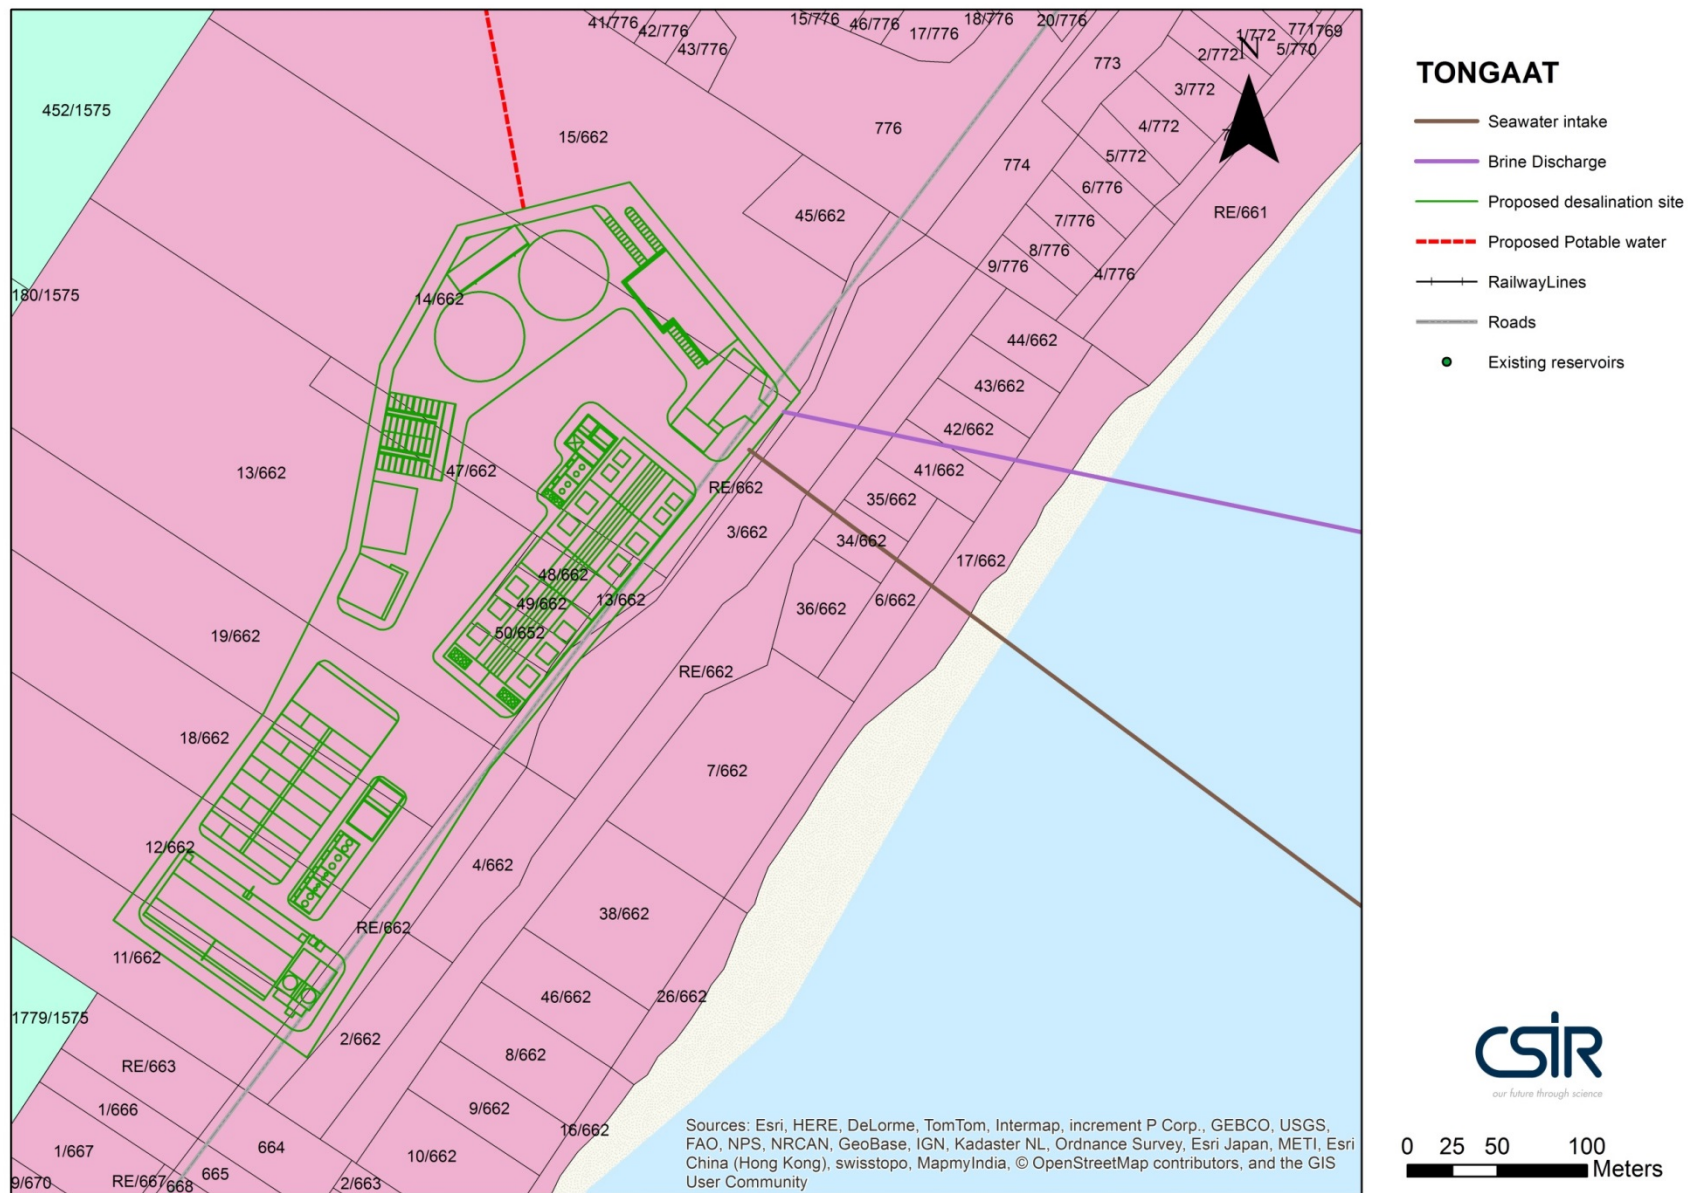 41/776
42/776
43/776
15/776
46/776
17/776
18/776
20/776
1/772
771769
2/772
5/770
N
773
3/772
452/1575
15/662
776
4/772
774
5/772
6/776
45/662
7/776
RE/661
8/776
9/776
4/776
180/1575
14/662
44/662
43/662
42/662
13/662
47/662
41/662
RE/662
35/662
3/662
34/662
17/662
48/662
49/662
13/662
6/662
36/662
50/652
19/662
RE/662
18/662
7/662
12/662
4/662
38/662
RE/662
11/662
46/662
26/662
1779/1575
2/662
8/662
RE/663
1/666
9/662
16/662
1/667
664
10/662
665
9/670
RE/667
668
2/663
Sources: Esri, HERE, DeLorme, TomTom, Intermap, increment P Corp., GEBCO, USGS,
FAO, NPS, NRCAN, GeoBase, IGN, Kadaster NL, Ordnance Survey, Esri Japan, METI, Esri
China (Hong Kong), swisstopo, MapmyIndia, © OpenStreetMap contributors, and the GIS
User Community
TONGAAT
Seawater intake
Brine Discharge
Proposed desalination site
Proposed Potable water
RailwayLines
Roads
Existing reservoirs
CSIR
our future through science
0 25 50 100
Meters